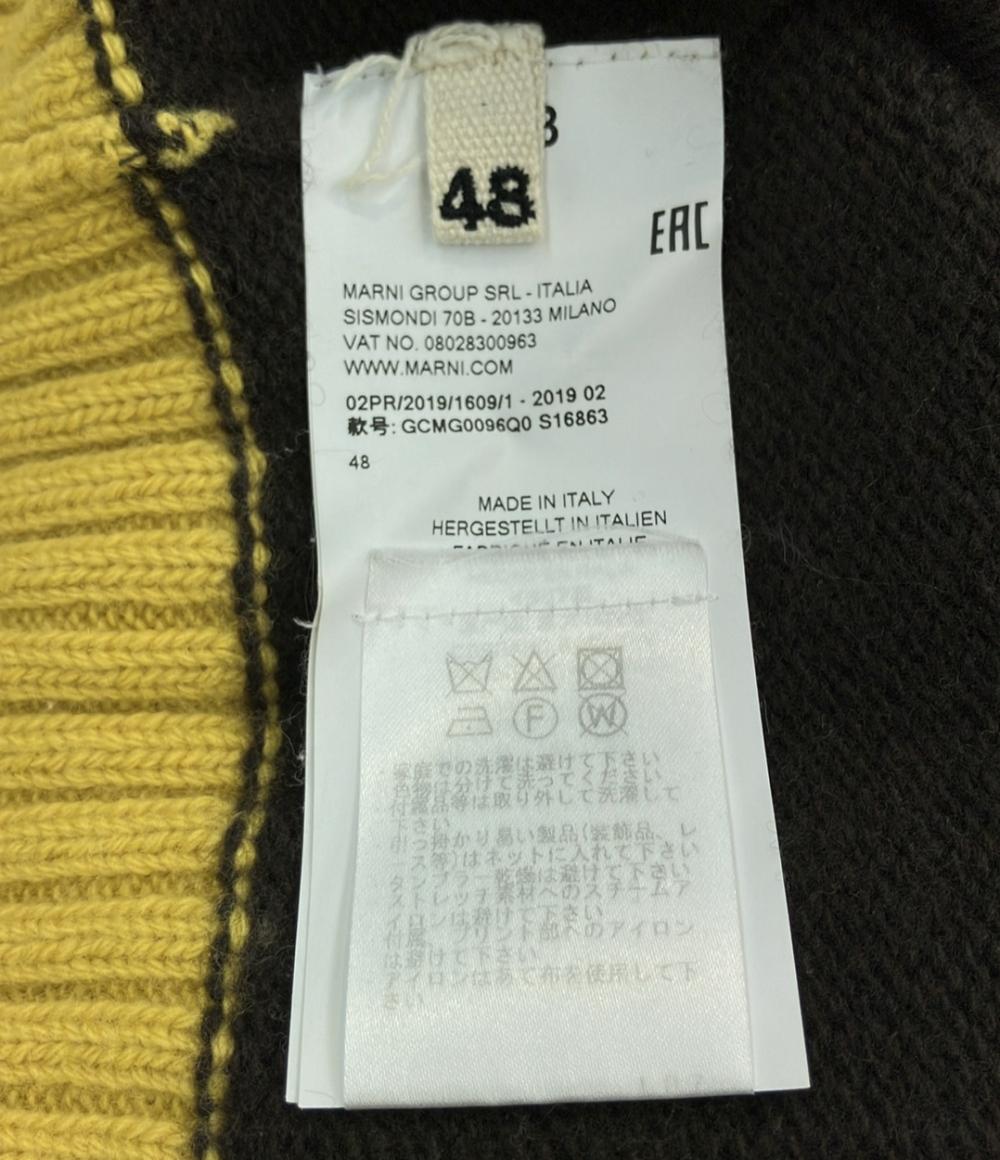 48
EAC
MARNI GROUP SRL - ITALIA
SISMONDI 70B - 20133 MILANO
VAT NO. 08028300963
WWW.MARNI.COM
02PR/2019/1609/1 - 2019 02
款号: GCMG0096Q0 S16863
48
MADE IN ITALY
HERGESTELLT IN ITALIEN
FABRIQUÉ EN ITALIE
F
W
家庭での洗濯は避けて下さい
色物は分けて洗ってください
付属品等は取り外して洗濯して
下さい
引っ掛かり易い製品(装飾品、レ
ース等)はネットに入れて下さい
タンブラー乾燥は避けて下さい
ストレッチ素材へのスチームア
イロンは避けて下さい
付属、プリント部へのアイロン
は避けて下さい
アイロンはあて布を使用して下
さい